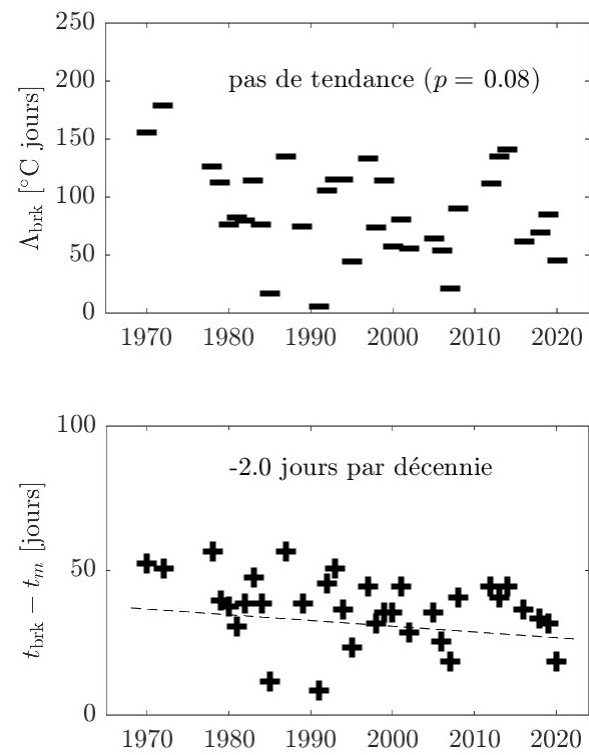 250
200
150
100
50
0
Λbrk [°C jours]
pas de tendance (p = 0.08)
1970 1980 1990 2000 2010 2020
100
50
0
tbrk − tm [jours]
-2.0 jours par décennie
1970 1980 1990 2000 2010 2020